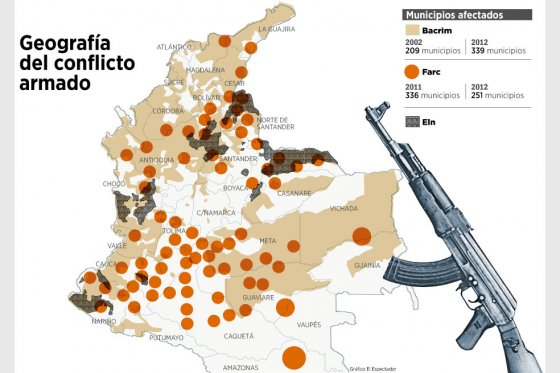 Geografía
del conflicto
armado
Municipios afectados
Bacrim
2002
209 municipios
2012
339 municipios
Farc
2011
336 municipios
2012
251 municipios
Eln
LA GUAJIRA
ATLÁNTICO
MAGDALENA
CESAR
SUCRE
BOLÍVAR
CÓRDOBA
NORTE DE
SANTANDER
ANTIOQUIA
SANTANDER
CHOCÓ
BOYACÁ
CASANARE
C/NAMARCA
VICHADA
TOLIMA
VALLE
META
CAUCA
GUAINÍA
GUAVIARE
NARIÑO
VAUPÉS
PUTUMAYO
CAQUETÁ
AMAZONAS
Gráfico El Espectador